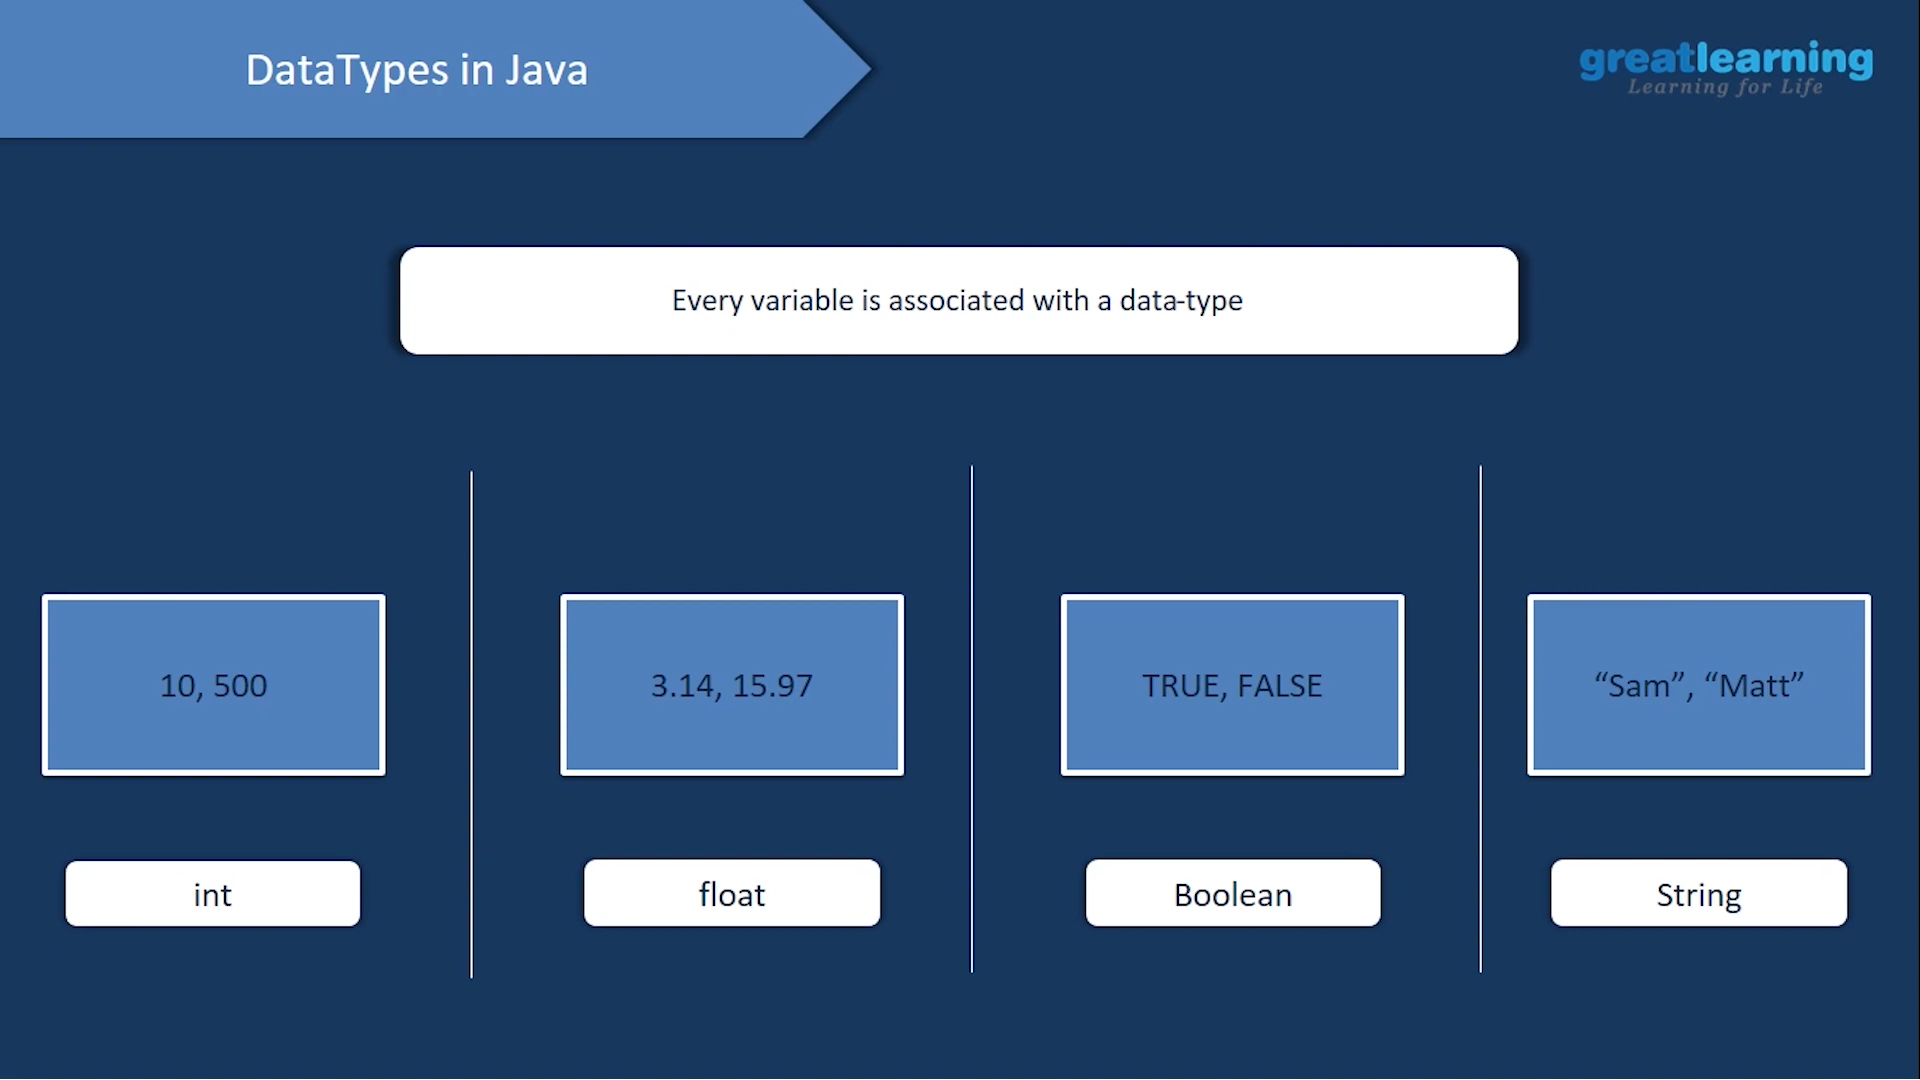 DataTypes in Java
greatlearning
Learning for Life
Every variable is associated with a data-type
10, 500
3.14, 15.97
TRUE, FALSE
“Sam”, “Matt”
int
float
Boolean
String